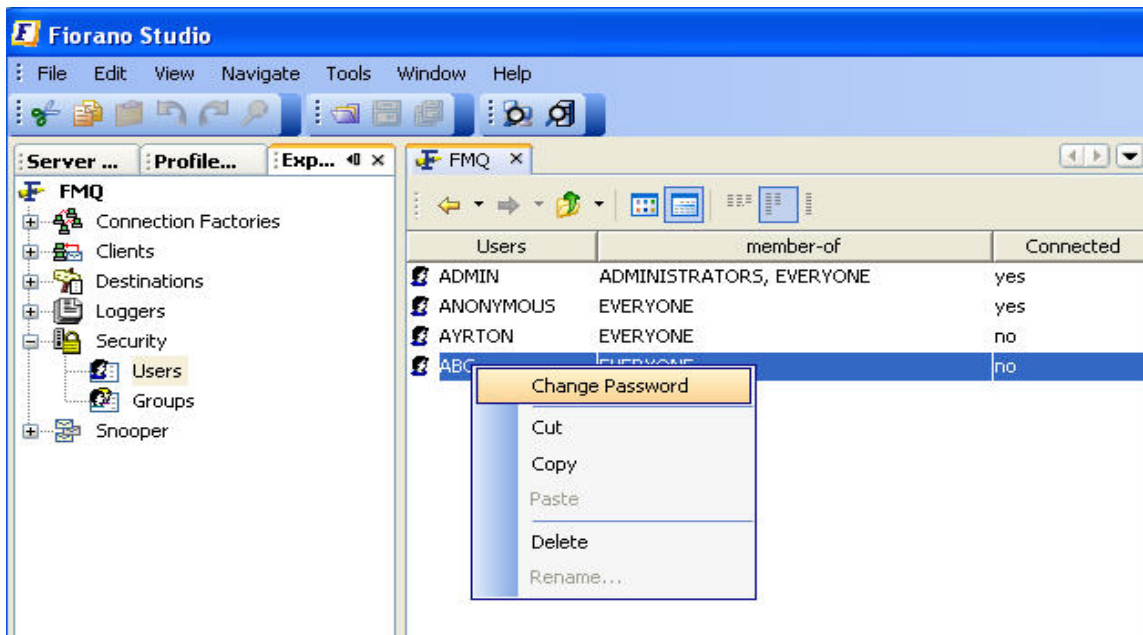 Fiorano Studio
File Edit View Navigate Tools Window Help
Server ... Profile... Exp...
FMQ
FMQ
Connection Factories
Clients
Destinations
Loggers
Security
Users
Groups
Snooper
Users member-of Connected
ADMIN ADMINISTRATORS, EVERYONE yes
ANONYMOUS EVERYONE yes
AYRTON EVERYONE no
ABC EVERYONE no
Change Password
Cut
Copy
Paste
Delete
Rename...